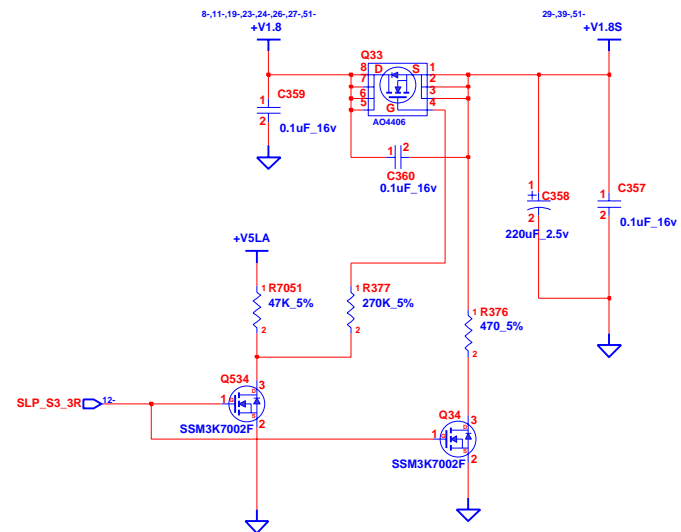 8-,11-,19-,23-,24-,26-,27-,51-
+V1.8
29-,39-,51-
+V1.8S
Q33
8 D S 1
7 2
6 3
5 G 4
AO4406
C359
1
2
0.1uF_16v
1 2
C360
0.1uF_16v
1
+
C358
2
220uF_2.5v
1
C357
2
0.1uF_16v
+V5LA
1 R7051
47K_5%
2
1 R377
270K_5%
2
1 R376
470_5%
2
Q534
3
D
1 G
S
2
SSM3K7002F
SLP_S3_3R 12-
Q34
3
D
1 G
S
2
SSM3K7002F